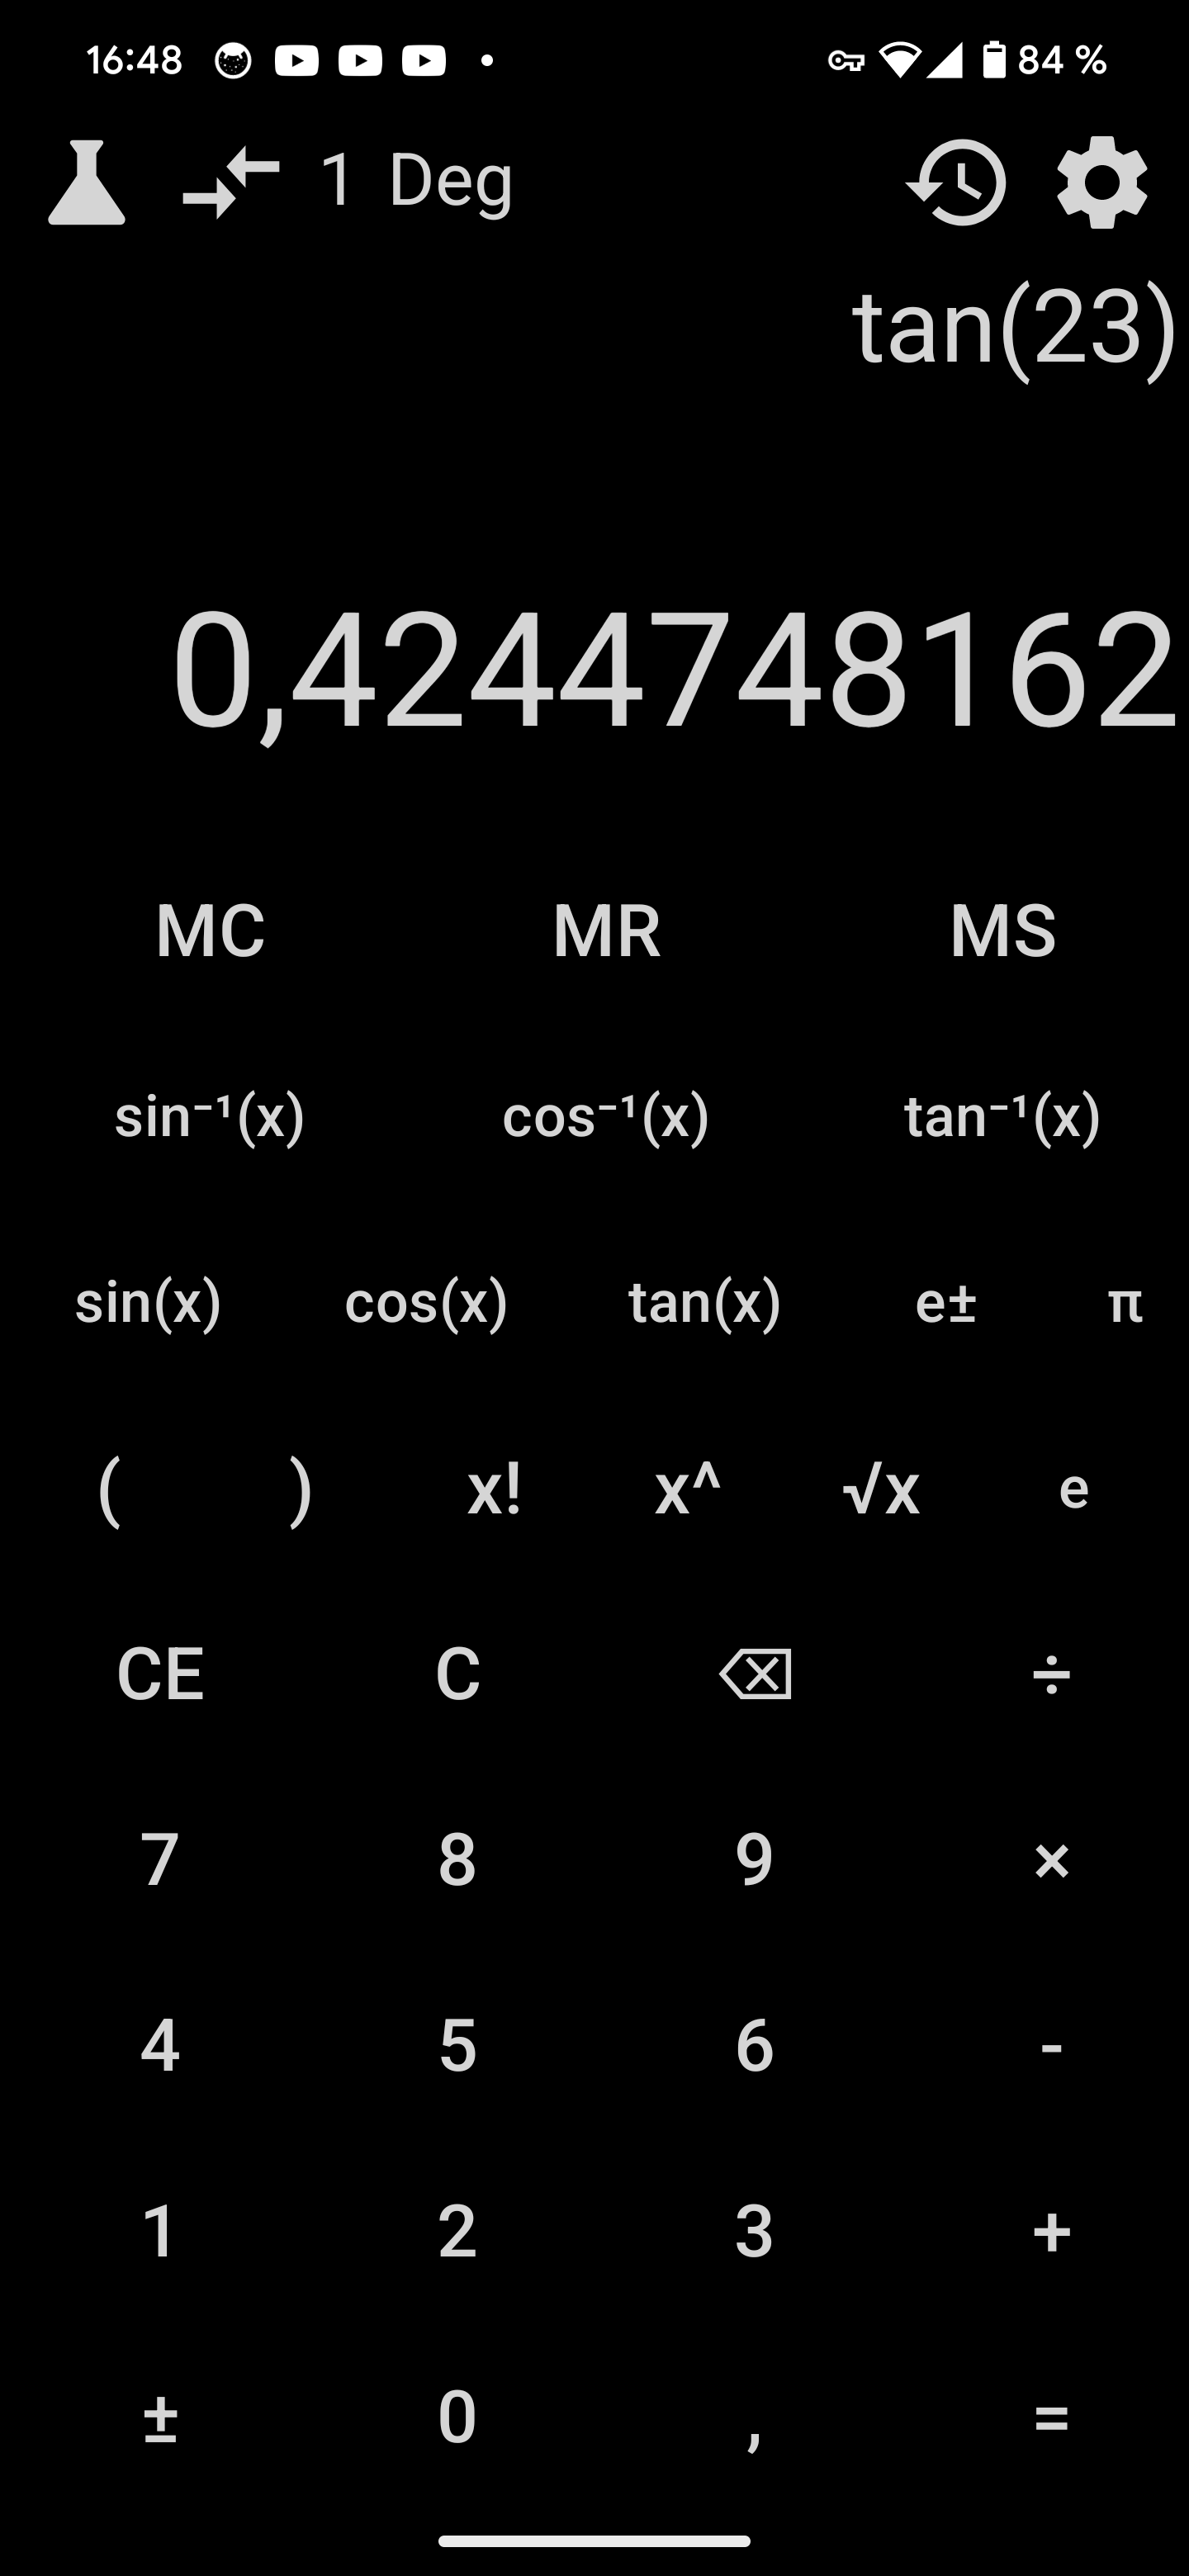 16:48 84 %
1 Deg
tan(23)
0,4244748162
MC MR MS
sin⁻¹(x) cos⁻¹(x) tan⁻¹(x)
sin(x) cos(x) tan(x) e± π
( ) x! x^ √x e
CE C ÷
7 8 9 ×
4 5 6 -
1 2 3 +
± 0 , =